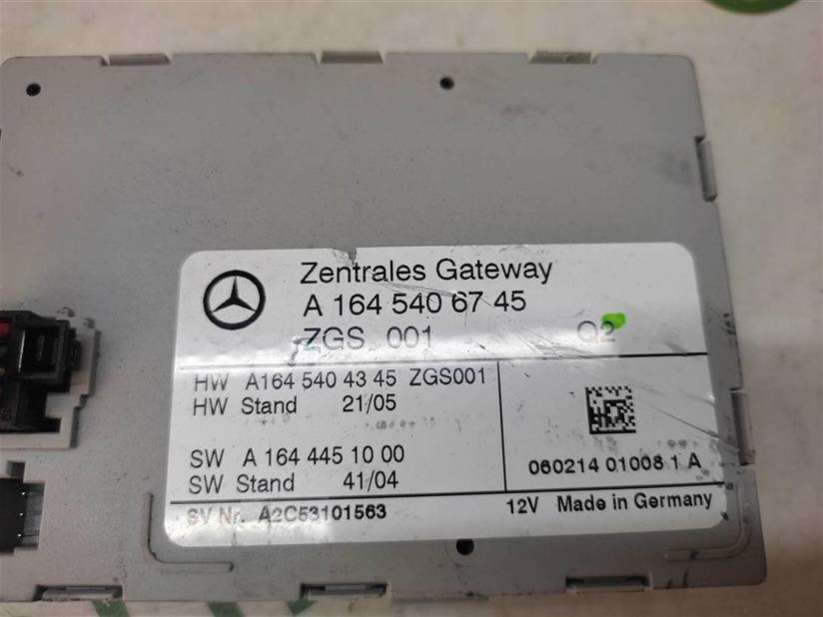 Zentrales Gateway
A 164 540 67 45
ZGS 001 Q2
HW A164 540 43 45 ZGS001
HW Stand 21/05
SW A 164 445 10 00
SW Stand 41/04
060214 01008 1 A
SV Nr. A2C53101563 12V Made in Germany